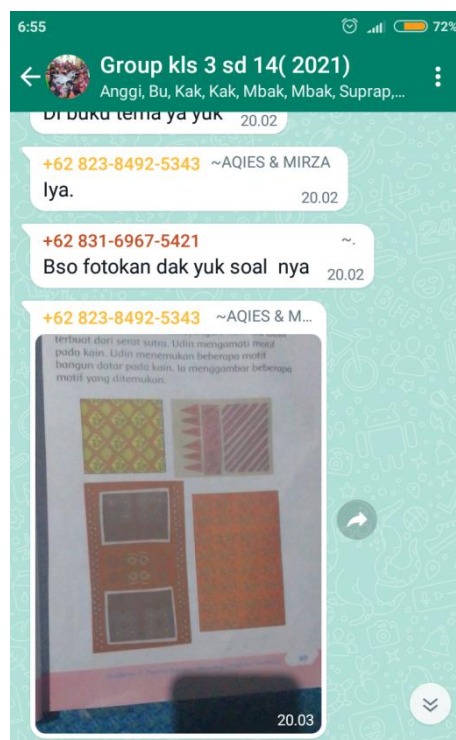 6:55 72%
Group kls 3 sd 14( 2021)
Anggi, Bu, Kak, Kak, Mbak, Mbak, Suprap,...
Di buku tema ya yuk 20.02
+62 823-8492-5343 ~AQIES & MIRZA
Iya. 20.02
+62 831-6967-5421 ~.
Bso fotokan dak yuk soal nya 20.02
+62 823-8492-5343 ~AQIES & M...
terbuat dari serat sutra. Udin mengamati motif
pada kain. Udin menemukan beberapa motif
bangun datar pada kain. Ia menggambar beberapa
motif yang ditemukan.
20.03